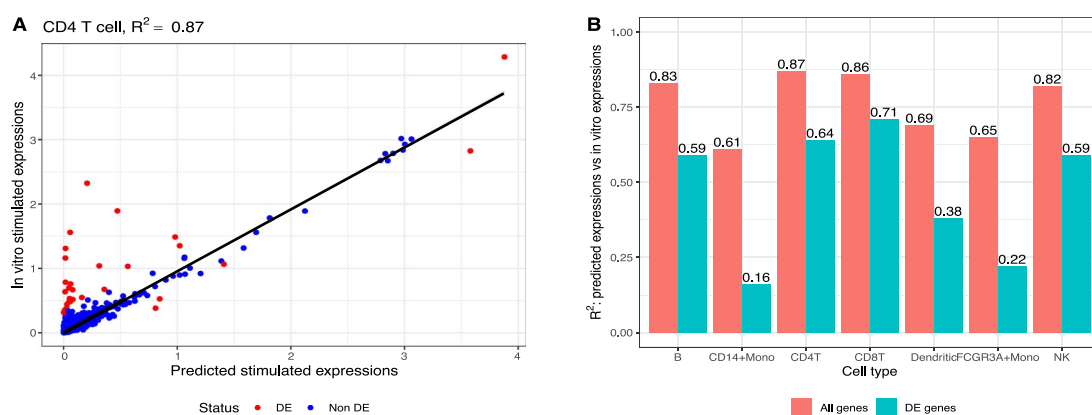 A CD4 T cell, R² = 0.87
In vitro stimulated expressions
4
3
2
1
0
0 1 2 3 4
Predicted stimulated expressions
Status DE Non DE
B
R²: predicted expressions vs in vitro expressions
1.00
0.75
0.50
0.25
0.00
0.83 0.59 0.61 0.16 0.87 0.64 0.86 0.71 0.69 0.38 0.65 0.22 0.82 0.59
B CD14+Mono CD4T CD8T Dendritic FCGR3A+Mono NK
Cell type
All genes DE genes